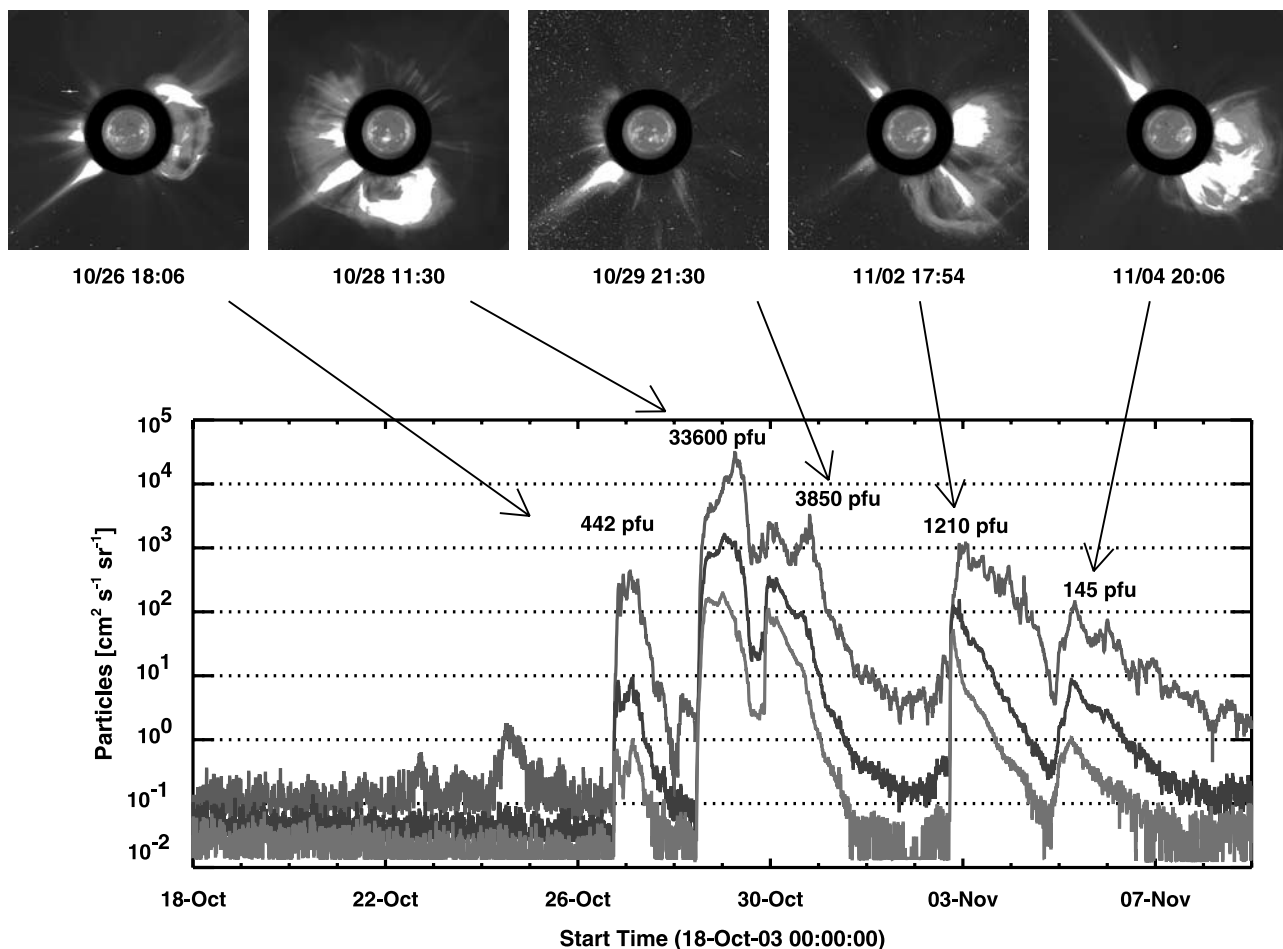 10/26 18:06 10/28 11:30 10/29 21:30 11/02 17:54 11/04 20:06
10^5
33600 pfu
10^4
3850 pfu
442 pfu
1210 pfu
10^3
145 pfu
10^2
10^1
10^0
10^-1
10^-2
Particles [cm^2 s^-1 sr^-1]
18-Oct 22-Oct 26-Oct 30-Oct 03-Nov 07-Nov
Start Time (18-Oct-03 00:00:00)